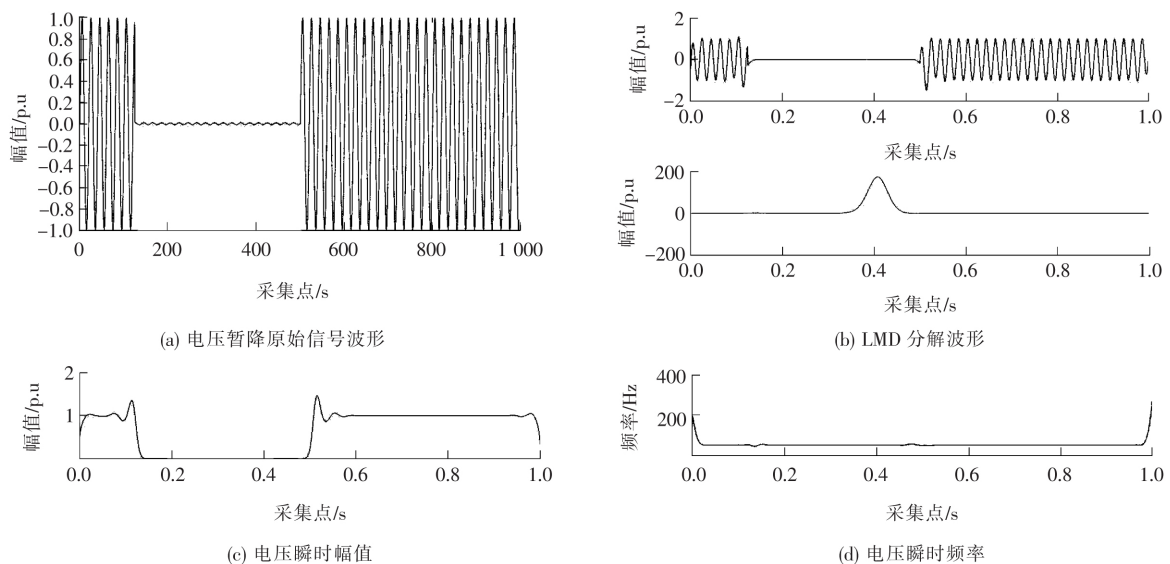 1.0
0.8
0.6
0.4
0.2
0.0
−0.2
−0.4
−0.6
−0.8
−1.0
幅值/p.u
0 200 400 600 800 1 000
采集点/s
(a) 电压暂降原始信号波形
2
0
−2
幅值/p.u
0.0 0.2 0.4 0.6 0.8 1.0
采集点/s
200
0
−200
幅值/p.u
0.0 0.2 0.4 0.6 0.8 1.0
采集点/s
(b) LMD 分解波形
2
1
幅值/p.u
0.0 0.2 0.4 0.6 0.8 1.0
采集点/s
(c) 电压瞬时幅值
400
200
频率/Hz
0.0 0.2 0.4 0.6 0.8 1.0
采集点/s
(d) 电压瞬时频率